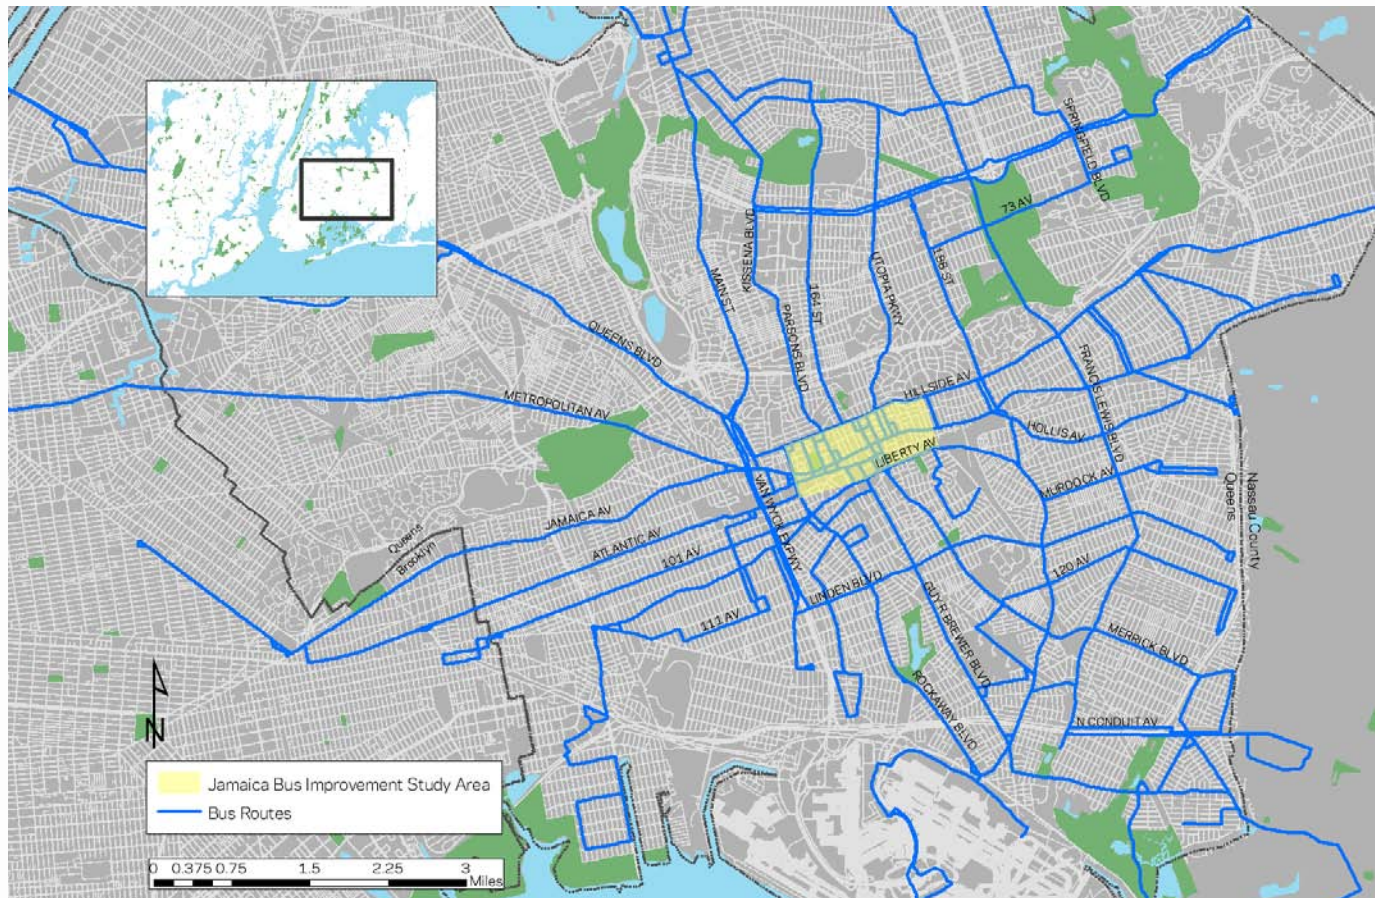 SPRINGFIELD BLVD
73 AV
KISSENA BLVD
MAIN ST
164 ST
UTOPIA PKWY
188 ST
PARSONS BLVD
QUEENS BLVD
METROPOLITAN AV
HILLSIDE AV
FRANCIS LEWIS BLVD
HOLLIS AV
LIBERTY AV
MURDOCK AV
VAN WYCK EXPWY
JAMAICA AV
ATLANTIC AV
101 AV
Queens
Brooklyn
Nassau County
Queens
LINDEN BLVD
111 AV
120 AV
GUY R BREWER BLVD
MERRICK BLVD
ROCKAWAY BLVD
N CONDUIT AV
N
Jamaica Bus Improvement Study Area
Bus Routes
0 0.375 0.75 1.5 2.25 3
Miles